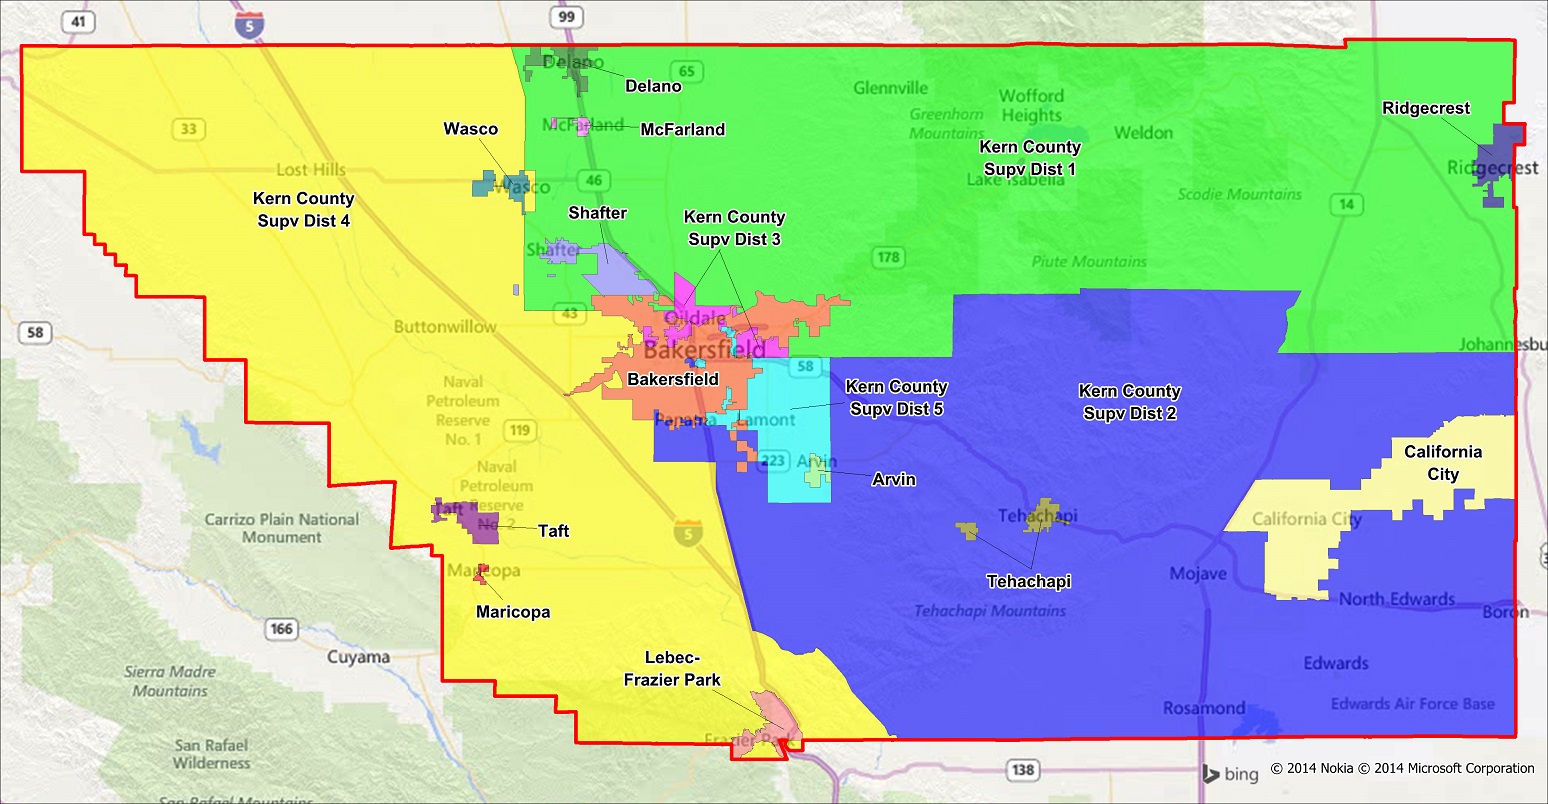 41
5
99
Delano
Delano
65
Glennville
Wofford
Heights
Greenhorn
Mountains
Ridgecrest
Wasco
33
McFarland
McFarland
Weldon
Kern County
Supv Dist 1
Lake Isabella
Ridgecrest
Lost Hills
Wasco
46
Kern County
Supv Dist 4
Scodie Mountains
14
Shafter
Kern County
Supv Dist 3
Shafter
178
Piute Mountains
58
Buttonwillow
43
Oildale
Bakersfield
Johannesbu
58
Bakersfield
Naval
Petroleum
Reserve
No. 1
Kern County
Supv Dist 5
Kern County
Supv Dist 2
119
Panama
Lamont
California
City
223
Arvin
Arvin
Naval
Petroleum
Reserve
No. 2
Taft
Taft
Carrizo Plain National
Monument
5
Tehachapi
California City
Maricopa
Maricopa
Tehachapi
Mojave
Tehachapi Mountains
North Edwards
Boron
166
Cuyama
Lebec-
Frazier Park
Sierra Madre
Mountains
Edwards
Rosamond
Edwards Air Force Base
Frazier Park
San Rafael
Wilderness
138
bing
© 2014 Nokia © 2014 Microsoft Corporation
San Rafael Mountains